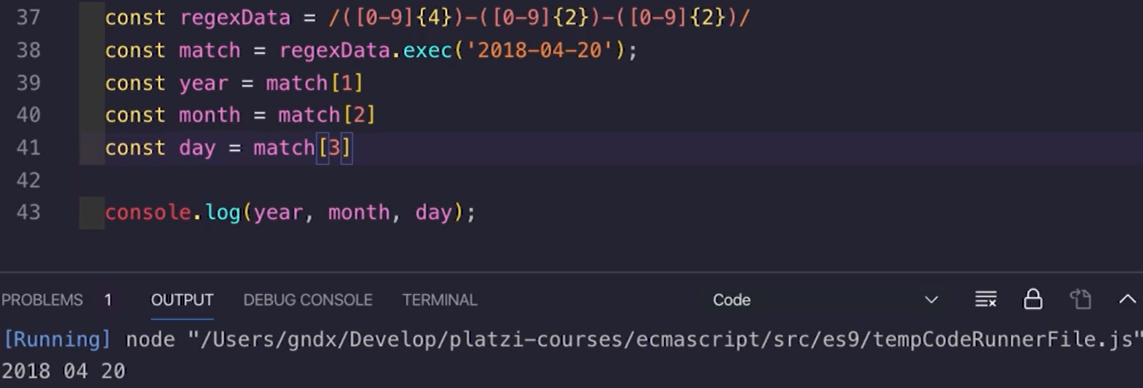 37 const regexData = /([0-9]{4})-([0-9]{2})-([0-9]{2})/
38 const match = regexData.exec('2018-04-20');
39 const year = match[1]
40 const month = match[2]
41 const day = match[3]
42
43 console.log(year, month, day);
PROBLEMS 1 OUTPUT DEBUG CONSOLE TERMINAL Code
[Running] node "/Users/gndx/Develop/platzi-courses/ecmascript/src/es9/tempCodeRunnerFile.js"
2018 04 20